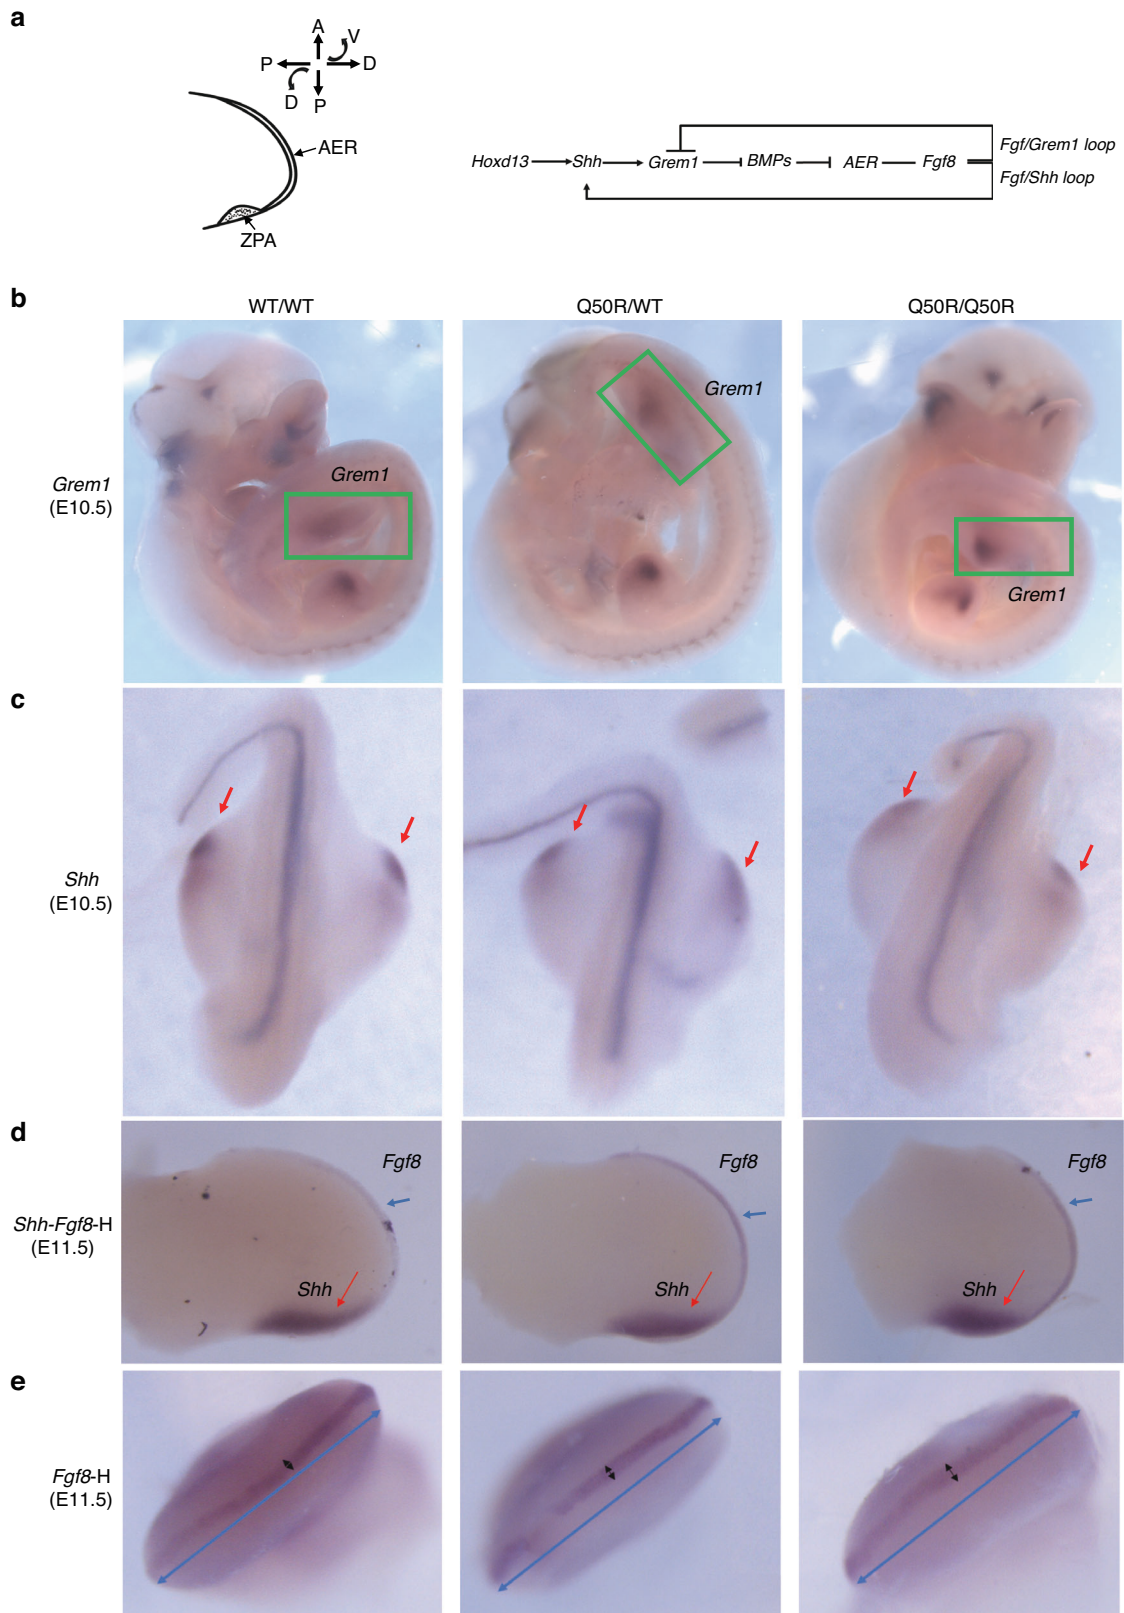 a
A
V
P
D
D
P
AER
ZPA
Hoxd13
Shh
Grem1
BMPs
AER
Fgf8
Fgf/Grem1 loop
Fgf/Shh loop
b
WT/WT
Q50R/WT
Q50R/Q50R
Grem1
(E10.5)
Grem1
Grem1
Grem1
c
Shh
(E10.5)
d
Shh-Fgf8-H
(E11.5)
Fgf8
Shh
Fgf8
Shh
Fgf8
Shh
e
Fgf8-H
(E11.5)